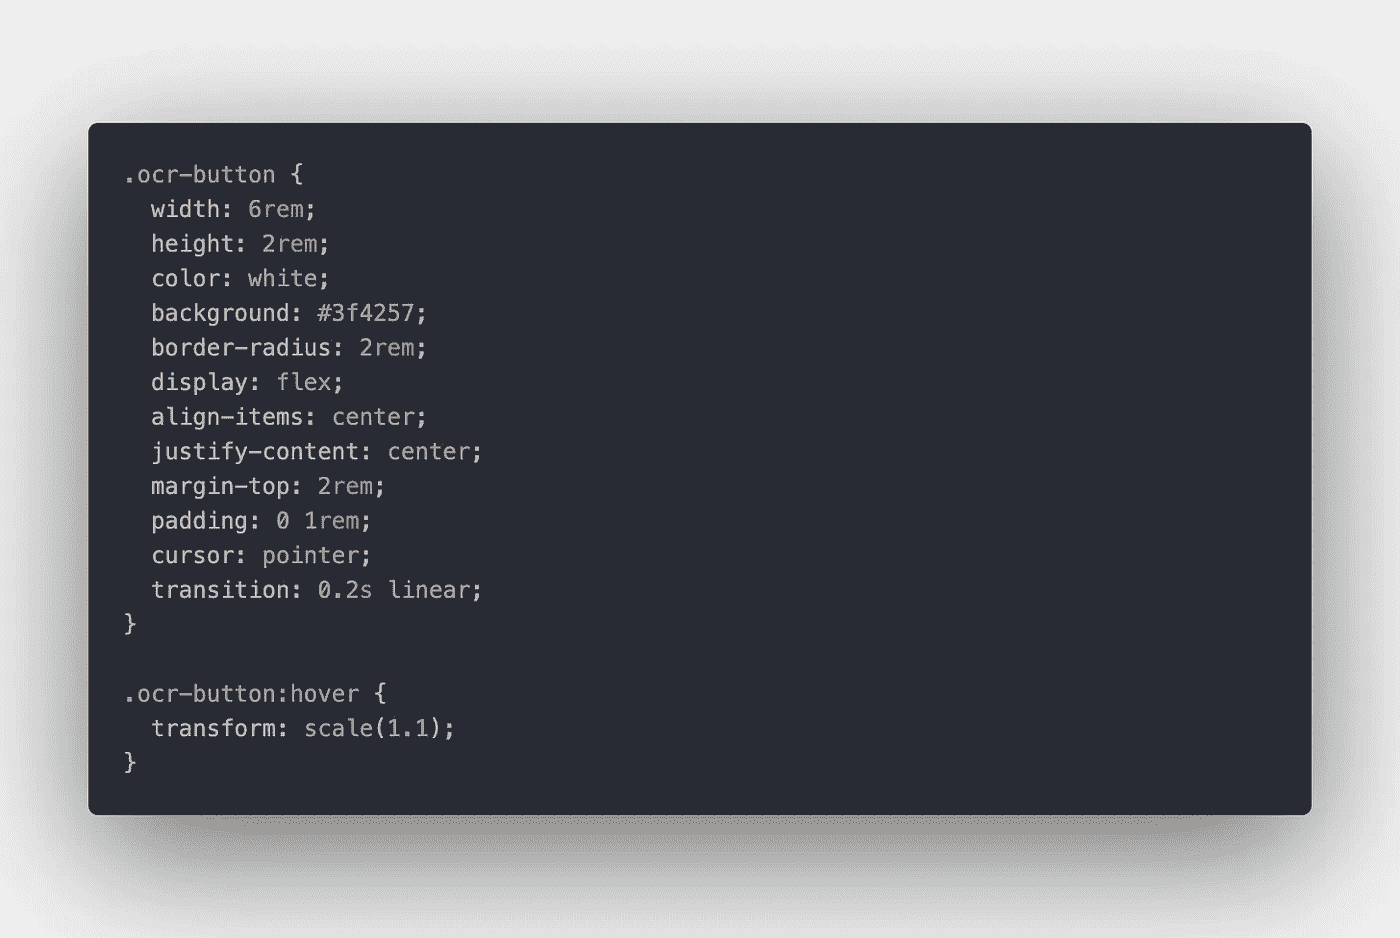 .ocr-button {
  width: 6rem;
  height: 2rem;
  color: white;
  background: #3f4257;
  border-radius: 2rem;
  display: flex;
  align-items: center;
  justify-content: center;
  margin-top: 2rem;
  padding: 0 1rem;
  cursor: pointer;
  transition: 0.2s linear;
}

.ocr-button:hover {
  transform: scale(1.1);
}